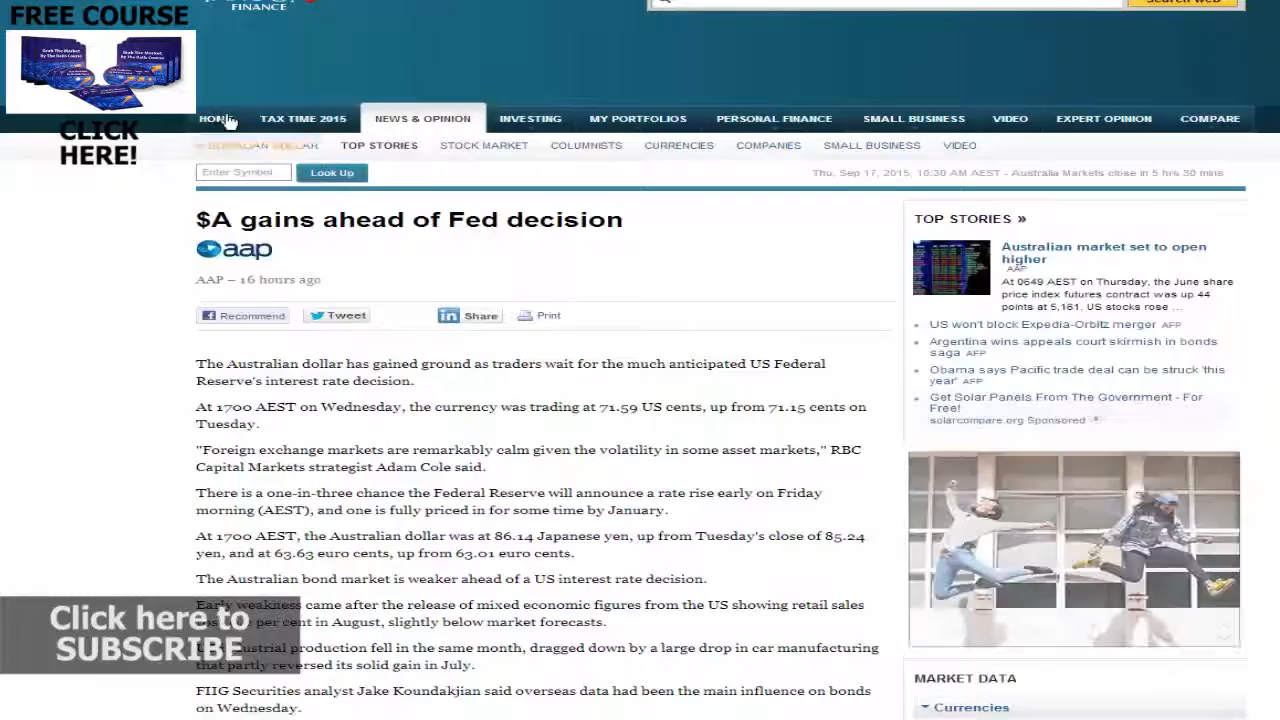 FREE COURSE
CLICK
HERE!
FINANCE
Search Web
HOME
TAX TIME 2015
NEWS & OPINION
INVESTING
MY PORTFOLIOS
PERSONAL FINANCE
SMALL BUSINESS
VIDEO
EXPERT OPINION
COMPARE
TOP STORIES
STOCK MARKET
COLUMNISTS
CURRENCIES
COMPANIES
SMALL BUSINESS
VIDEO
Enter Symbol
Look Up
Thu, Sep 17, 2015, 10:30 AM AEST - Australia Markets close in 5 hrs 30 mins
$A gains ahead of Fed decision
aap
AAP – 16 hours ago
Recommend
Tweet
Share
Print
The Australian dollar has gained ground as traders wait for the much anticipated US Federal
Reserve's interest rate decision.
At 1700 AEST on Wednesday, the currency was trading at 71.59 US cents, up from 71.15 cents on
Tuesday.
"Foreign exchange markets are remarkably calm given the volatility in some asset markets," RBC
Capital Markets strategist Adam Cole said.
There is a one-in-three chance the Federal Reserve will announce a rate rise early on Friday
morning (AEST), and one is fully priced in for some time by January.
At 1700 AEST, the Australian dollar was at 86.14 Japanese yen, up from Tuesday's close of 85.24
yen, and at 63.63 euro cents, up from 63.01 euro cents.
The Australian bond market is weaker ahead of a US interest rate decision.
Early weakness came after the release of mixed economic figures from the US showing retail sales
per cent in August, slightly below market forecasts.
production fell in the same month, dragged down by a large drop in car manufacturing
that partly reversed its solid gain in July.
FIIG Securities analyst Jake Koundakjian said overseas data had been the main influence on bonds
on Wednesday.
Click here to
SUBSCRIBE
TOP STORIES »
Australian market set to open
higher
AAP
At 0649 AEST on Thursday, the June share
price index futures contract was up 44
points at 5,161. US stocks rose ...
US won't block Expedia-Orbitz merger AFP
Argentina wins appeals court skirmish in bonds
saga AFP
Obama says Pacific trade deal can be struck 'this
year' AFP
Get Solar Panels From The Government - For
Free!
solarcompare.org Sponsored
MARKET DATA
Currencies